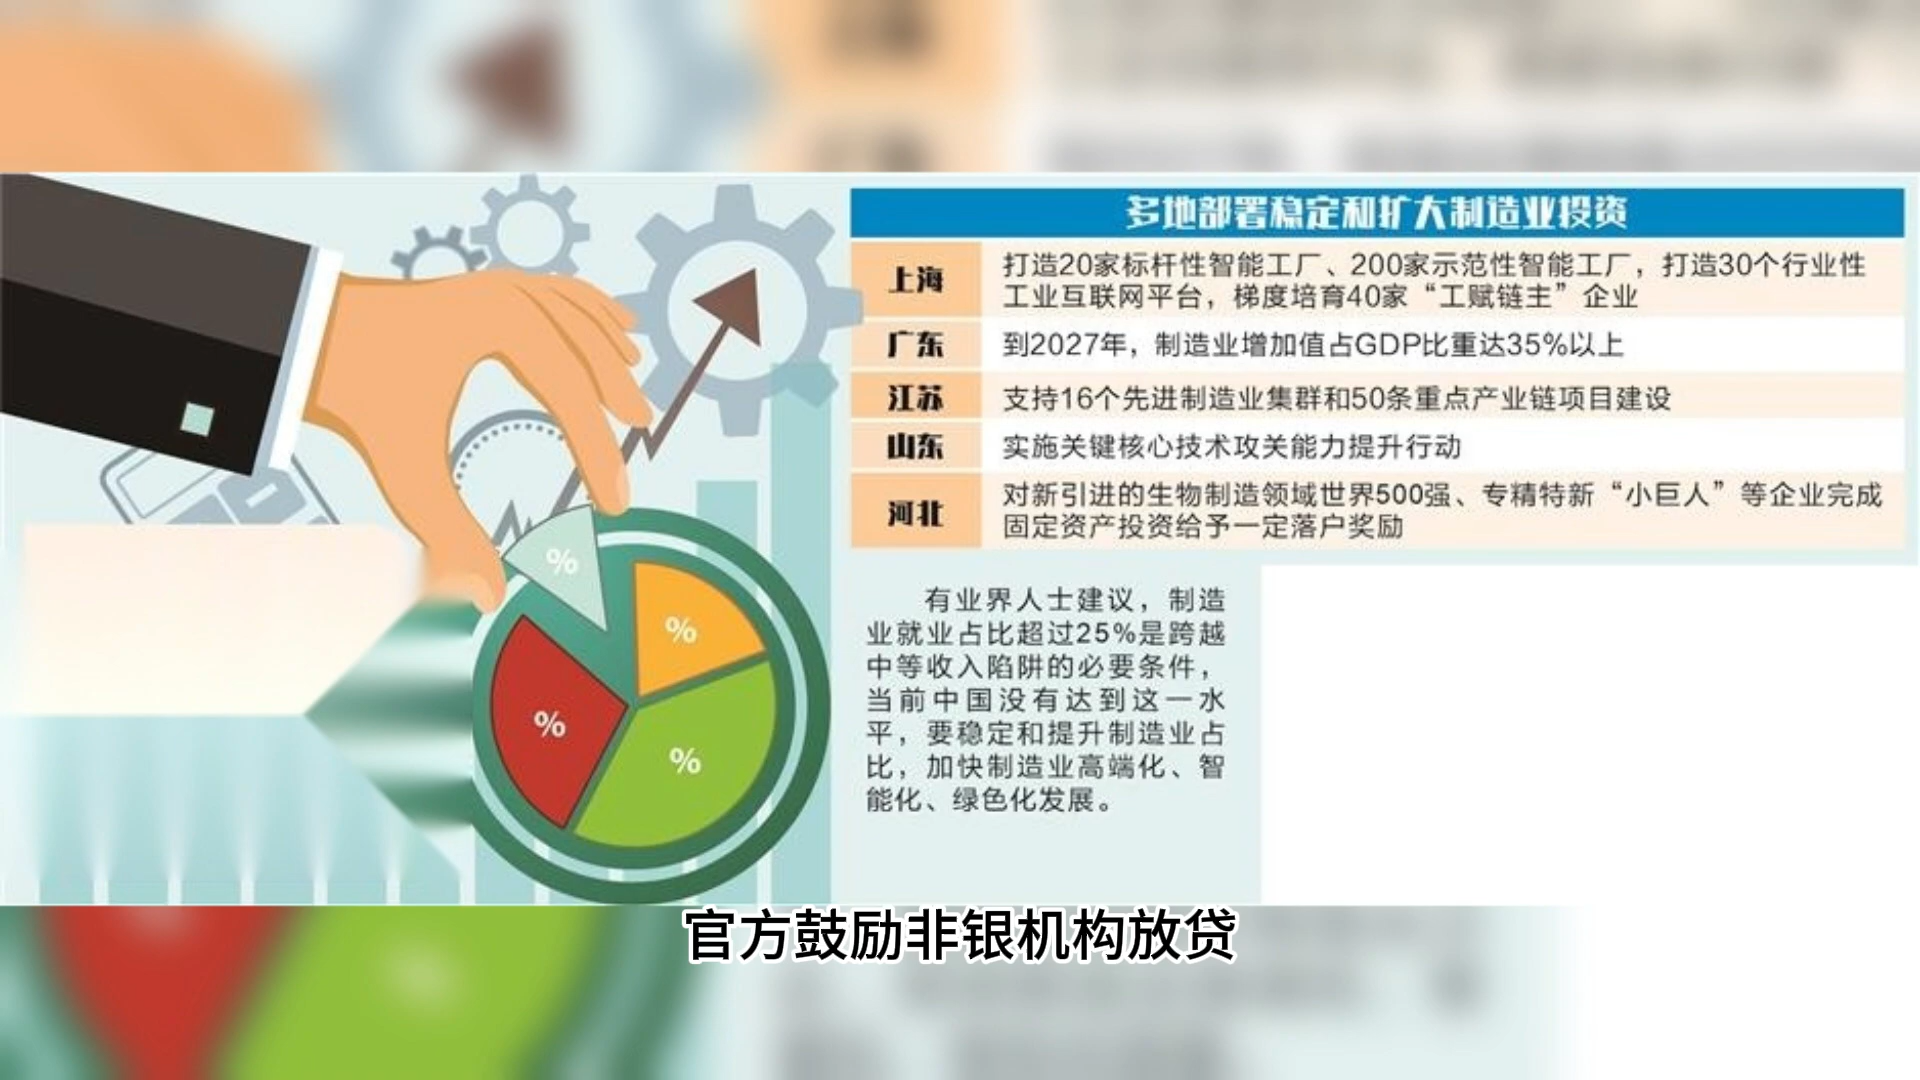 多地部署稳定和扩大制造业投资
上海
打造20家标杆性智能工厂、200家示范性智能工厂，打造30个行业性
工业互联网平台，梯度培育40家“工赋链主”企业
广东
到2027年，制造业增加值占GDP比重达35%以上
江苏
支持16个先进制造业集群和50条重点产业链项目建设
山东
实施关键核心技术攻关能力提升行动
河北
对新引进的生物制造领域世界500强、专精特新“小巨人”等企业完成
固定资产投资给予一定落户奖励
%
%
%
%
有业界人士建议，制造
业就业占比超过25%是跨越
中等收入陷阱的必要条件，
当前中国没有达到这一水
平，要稳定和提升制造业占
比，加快制造业高端化、智
能化、绿色化发展。
官方鼓励非银机构放贷